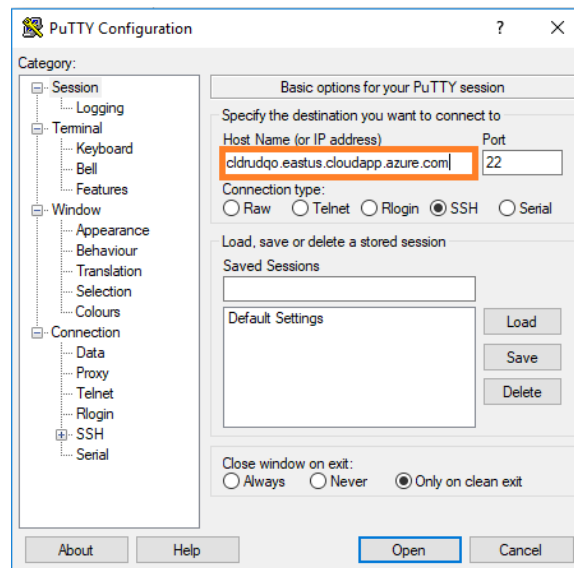 PuTTY Configuration
Category:
Session
Logging
Terminal
Keyboard
Bell
Features
Window
Appearance
Behaviour
Translation
Selection
Colours
Connection
Data
Proxy
Telnet
Rlogin
SSH
Serial
Basic options for your PuTTY session
Specify the destination you want to connect to
Host Name (or IP address) Port
cldrudqo.eastus.cloudapp.azure.com 22
Connection type:
Raw Telnet Rlogin SSH Serial
Load, save or delete a stored session
Saved Sessions
Default Settings
Load
Save
Delete
Close window on exit:
Always Never Only on clean exit
About Help Open Cancel